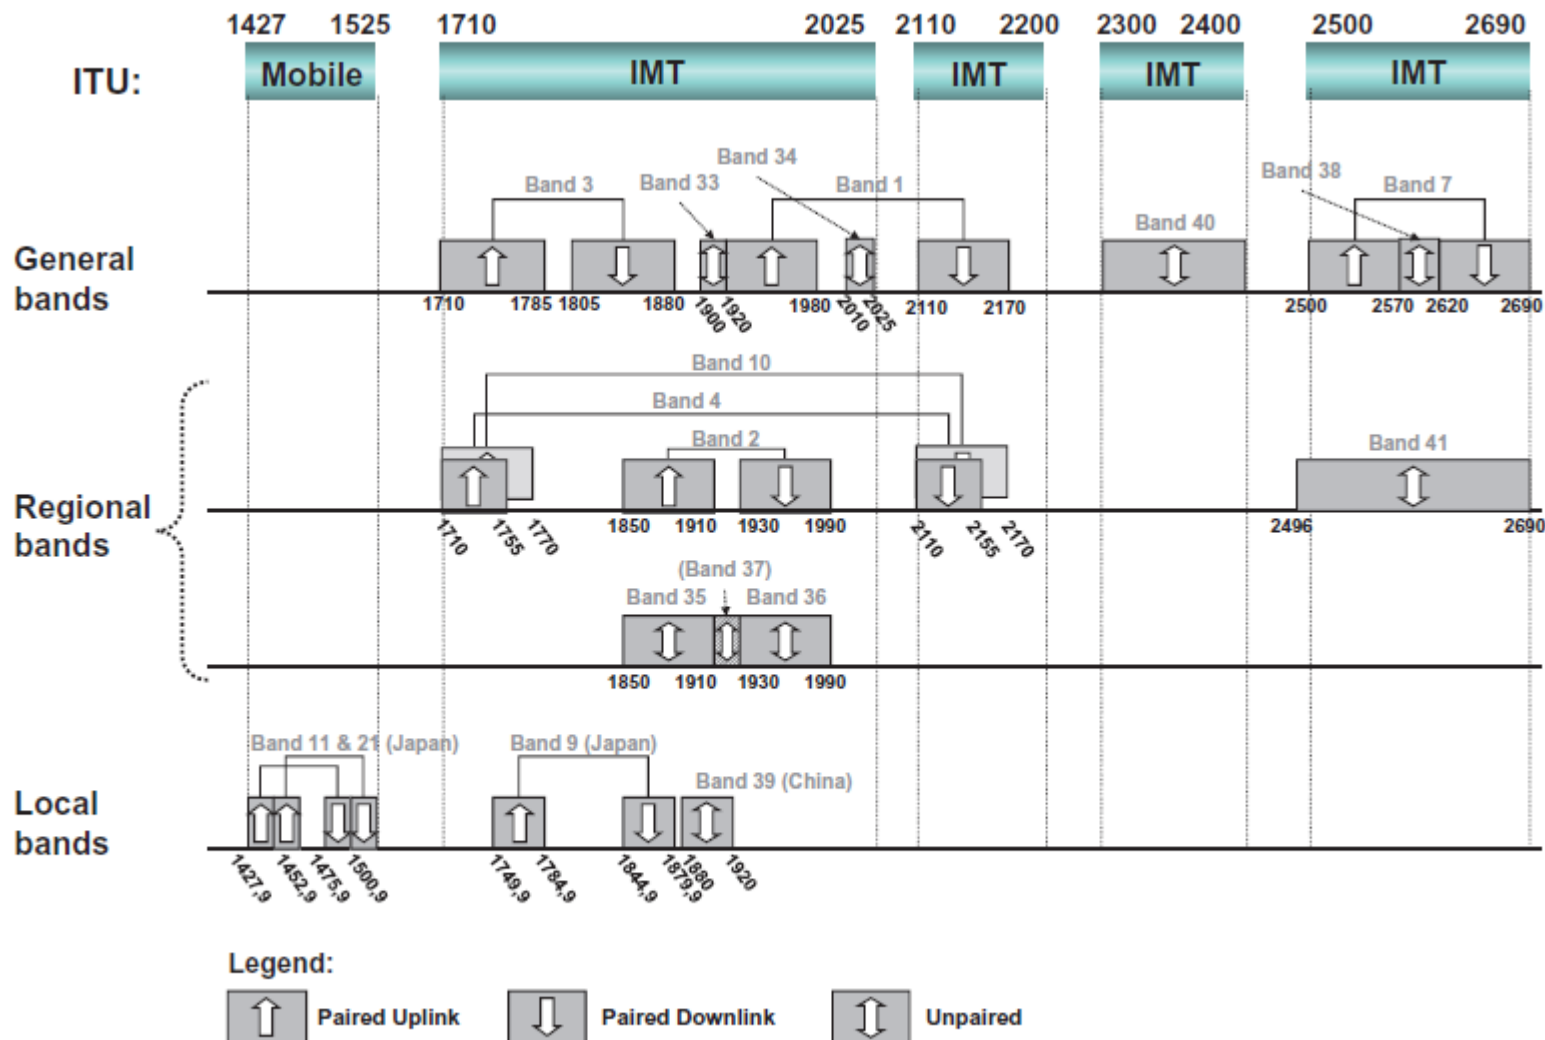 1427 1525 1710 2025 2110 2200 2300 2400 2500 2690
ITU: Mobile IMT IMT IMT IMT
Band 34
Band 3 Band 33 Band 1 Band 38 Band 7
Band 40
General
bands
1710 1785 1805 1880 1900 1920 1980 2010 2025 2110 2170 2500 2570 2620 2690
Band 10
Band 4
Band 2 Band 41
Regional
bands
1710 1755 1770 1850 1910 1930 1990 2110 2155 2170 2496 2690
(Band 37)
Band 35 Band 36
1850 1910 1930 1990
Band 11 & 21 (Japan) Band 9 (Japan)
Band 39 (China)
Local
bands
1427,9 1452,9 1475,9 1500,9 1749,9 1784,9 1844,9 1879,9 1880 1920
Legend:
Paired Uplink Paired Downlink Unpaired